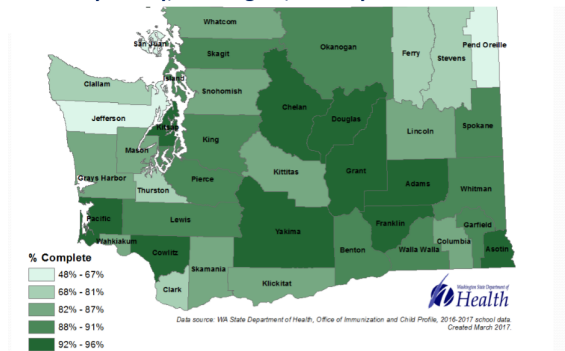 Whatcom
San Juan
Skagit
Okanogan
Ferry
Stevens
Pend Oreille
Island
Clallam
Snohomish
Chelan
Jefferson
Kitsap
Douglas
Lincoln
Spokane
Mason
King
Grays Harbor
Kittitas
Grant
Adams
Thurston
Pierce
Whitman
Pacific
Lewis
Yakima
Franklin
Garfield
Wahkiakum
Cowlitz
Benton
Walla Walla
Columbia
Asotin
Skamania
Klickitat
Clark
% Complete
48% - 67%
68% - 81%
82% - 87%
88% - 91%
92% - 96%
Washington State Department of
Health
Data source: WA State Department of Health, Office of Immunization and Child Profile, 2016-2017 school data.
Created March 2017.